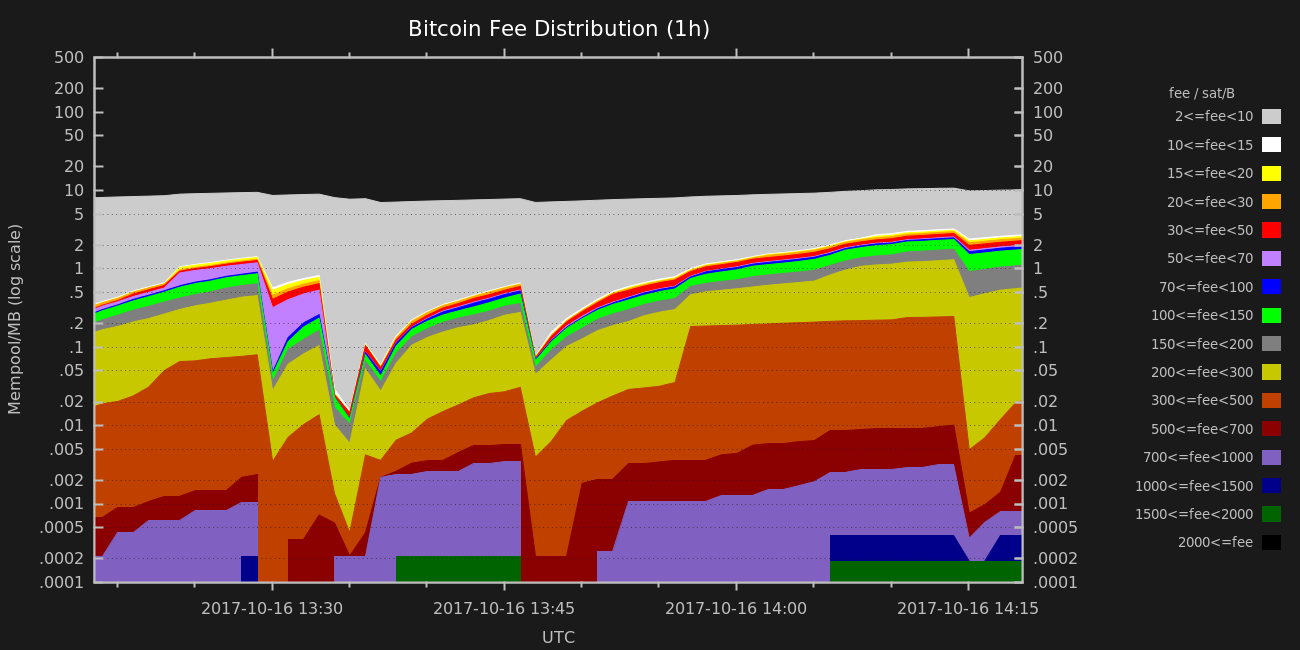 Bitcoin Fee Distribution (1h)
500 500
200 200
100 100
50 50
20 20
10 10
5 5
2 2
1 1
.5 .5
.2 .2
.1 .1
.05 .05
.02 .02
.01 .01
.005 .005
.002 .002
.001 .001
.0005 .0005
.0002 .0002
.0001 .0001
Mempool/MB (log scale)
2017-10-16 13:30 2017-10-16 13:45 2017-10-16 14:00 2017-10-16 14:15
UTC
fee / sat/B
2<=fee<10
10<=fee<15
15<=fee<20
20<=fee<30
30<=fee<50
50<=fee<70
70<=fee<100
100<=fee<150
150<=fee<200
200<=fee<300
300<=fee<500
500<=fee<700
700<=fee<1000
1000<=fee<1500
1500<=fee<2000
2000<=fee